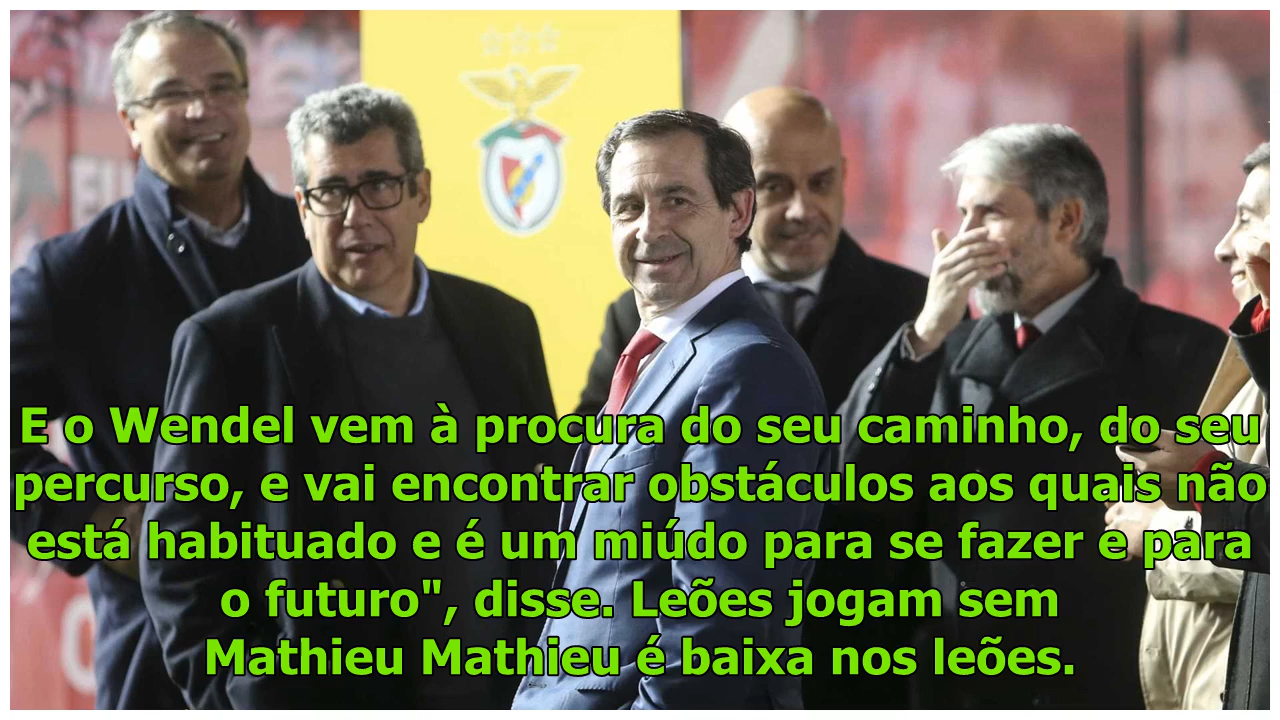 E o Wendel vem à procura do seu caminho, do seu
percurso, e vai encontrar obstáculos aos quais não
está habituado e é um miúdo para se fazer e para
o futuro", disse. Leões jogam sem
Mathieu Mathieu é baixa nos leões.